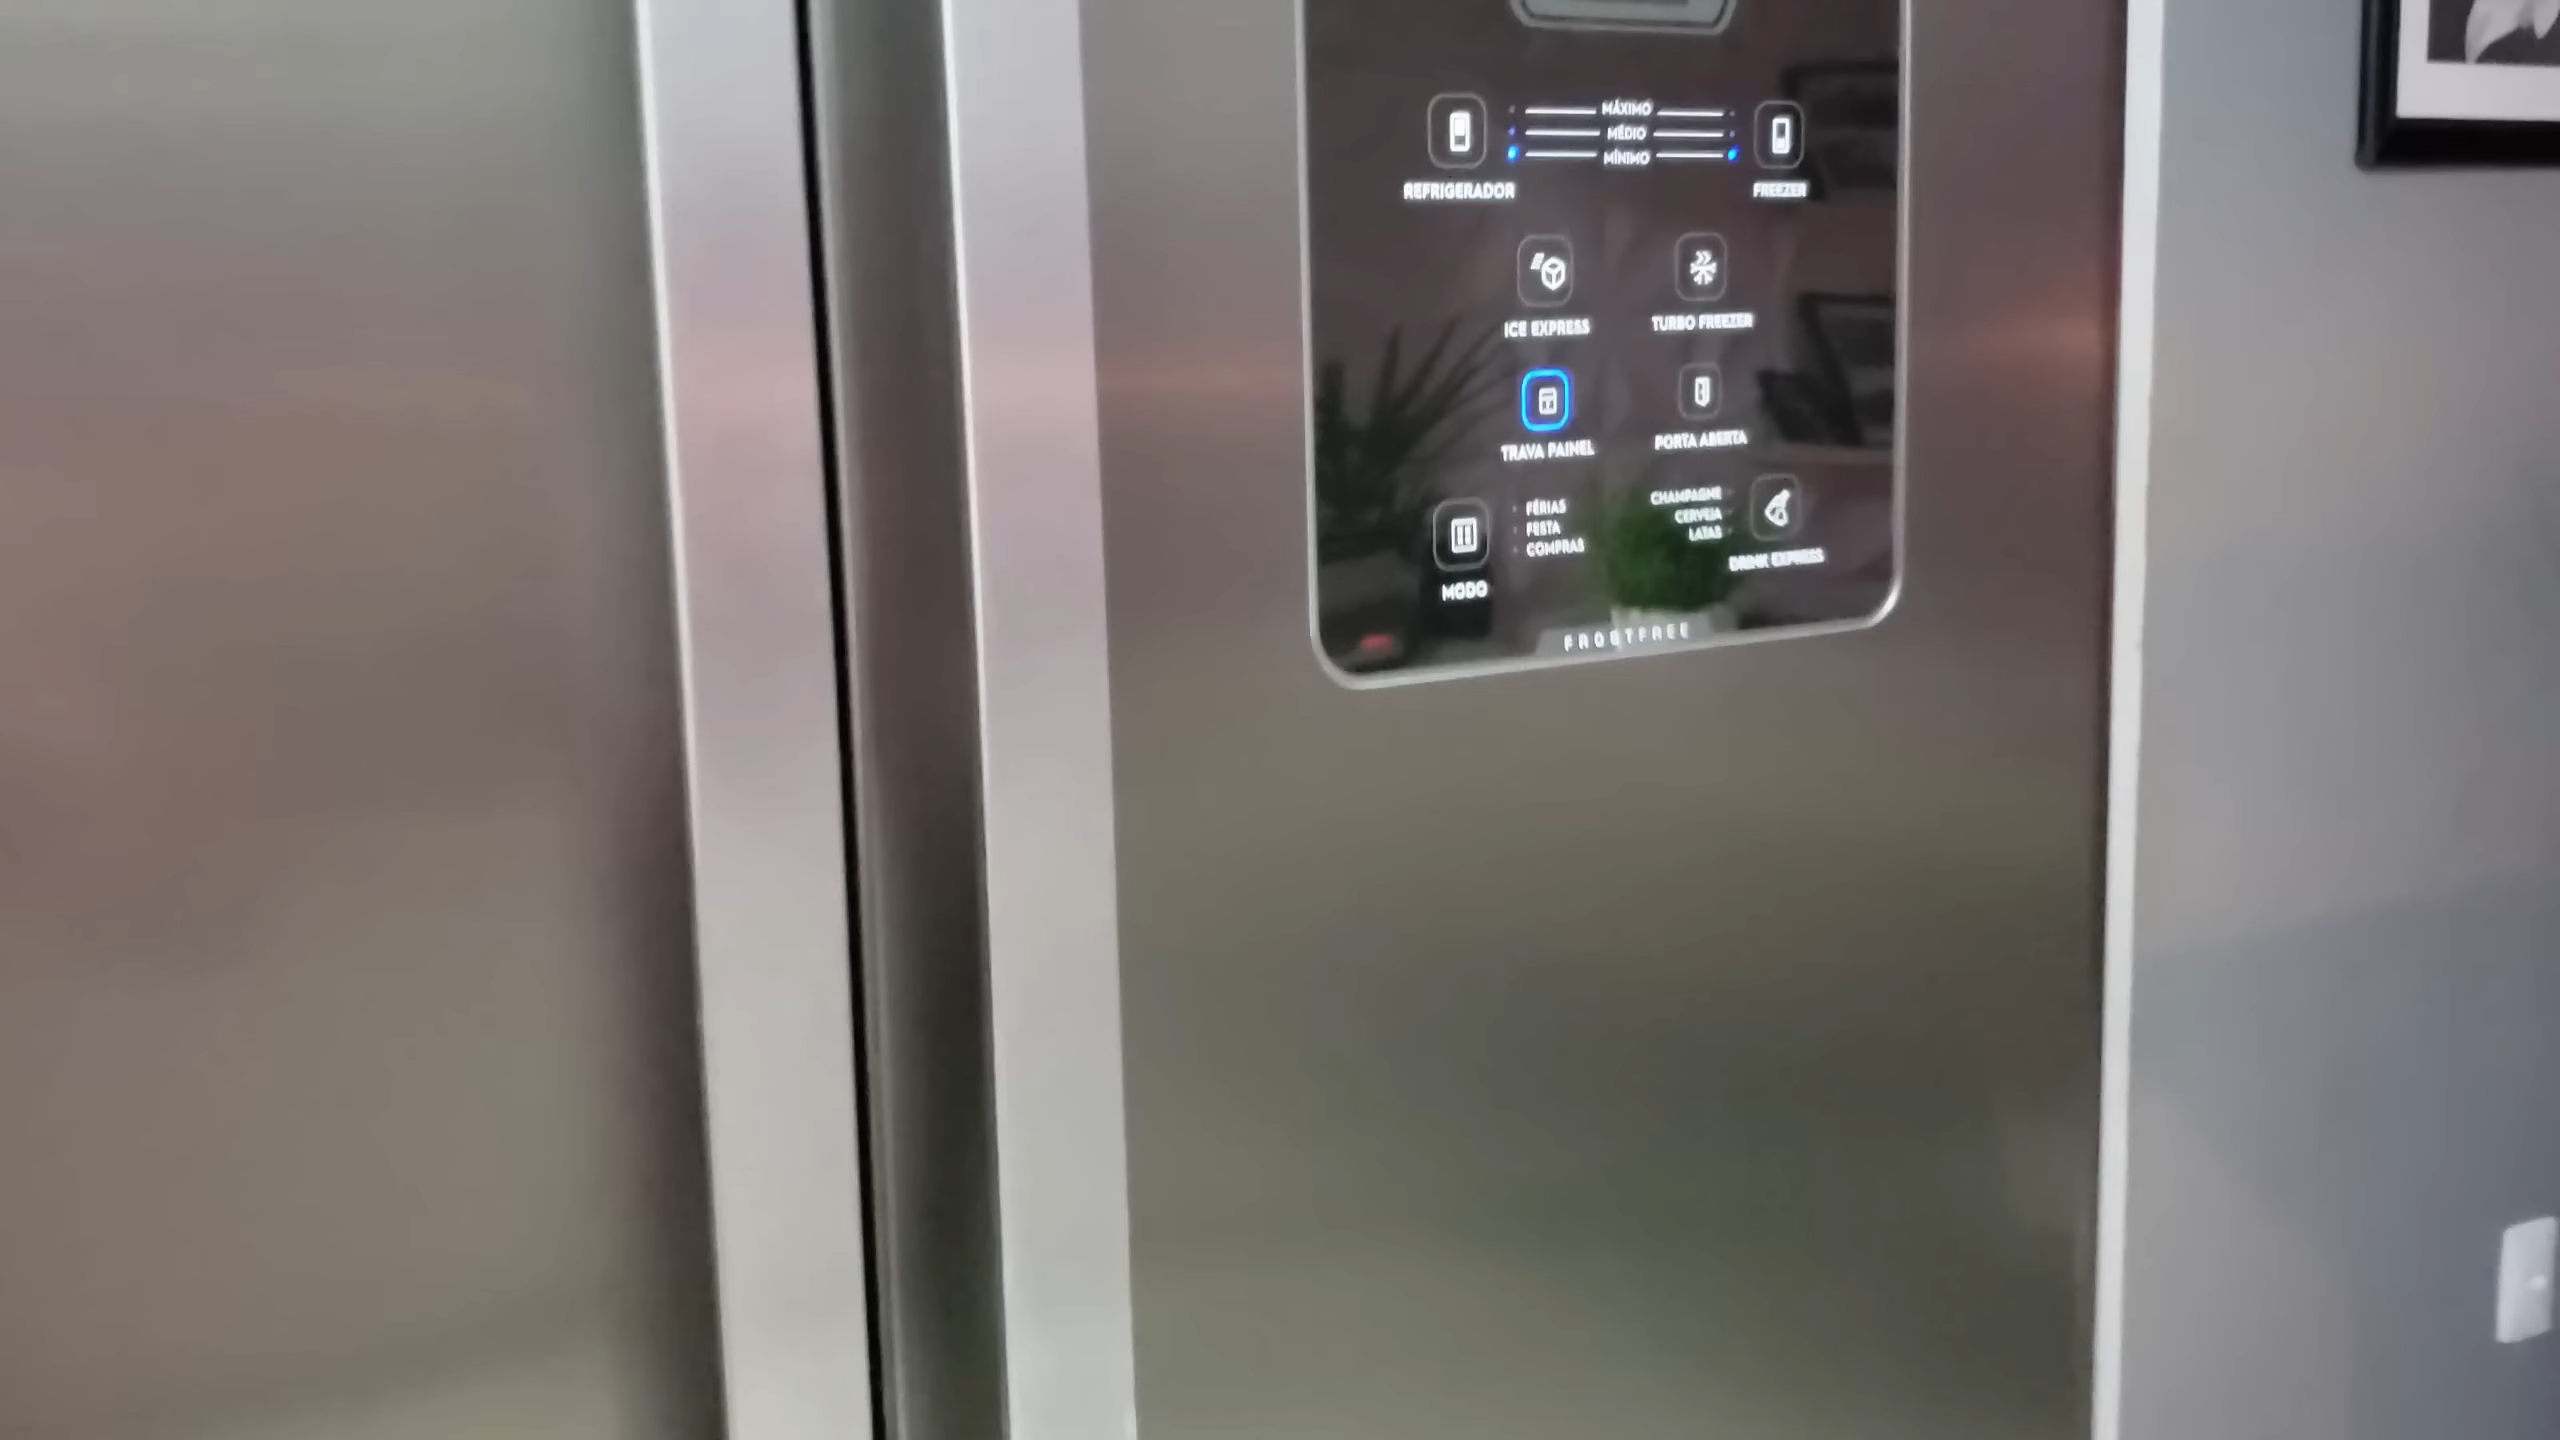 MÁXIMO
MÉDIO
MÍNIMO
REFRIGERADOR
FREEZER
ICE EXPRESS
TURBO FREEZER
TRAVA PAINEL
PORTA ABERTA
FÉRIAS
FESTA
COMPRAS
MODO
CHAMPAGNE
CERVEJA
LATAS
DRINK EXPRESS
FROSTFREE